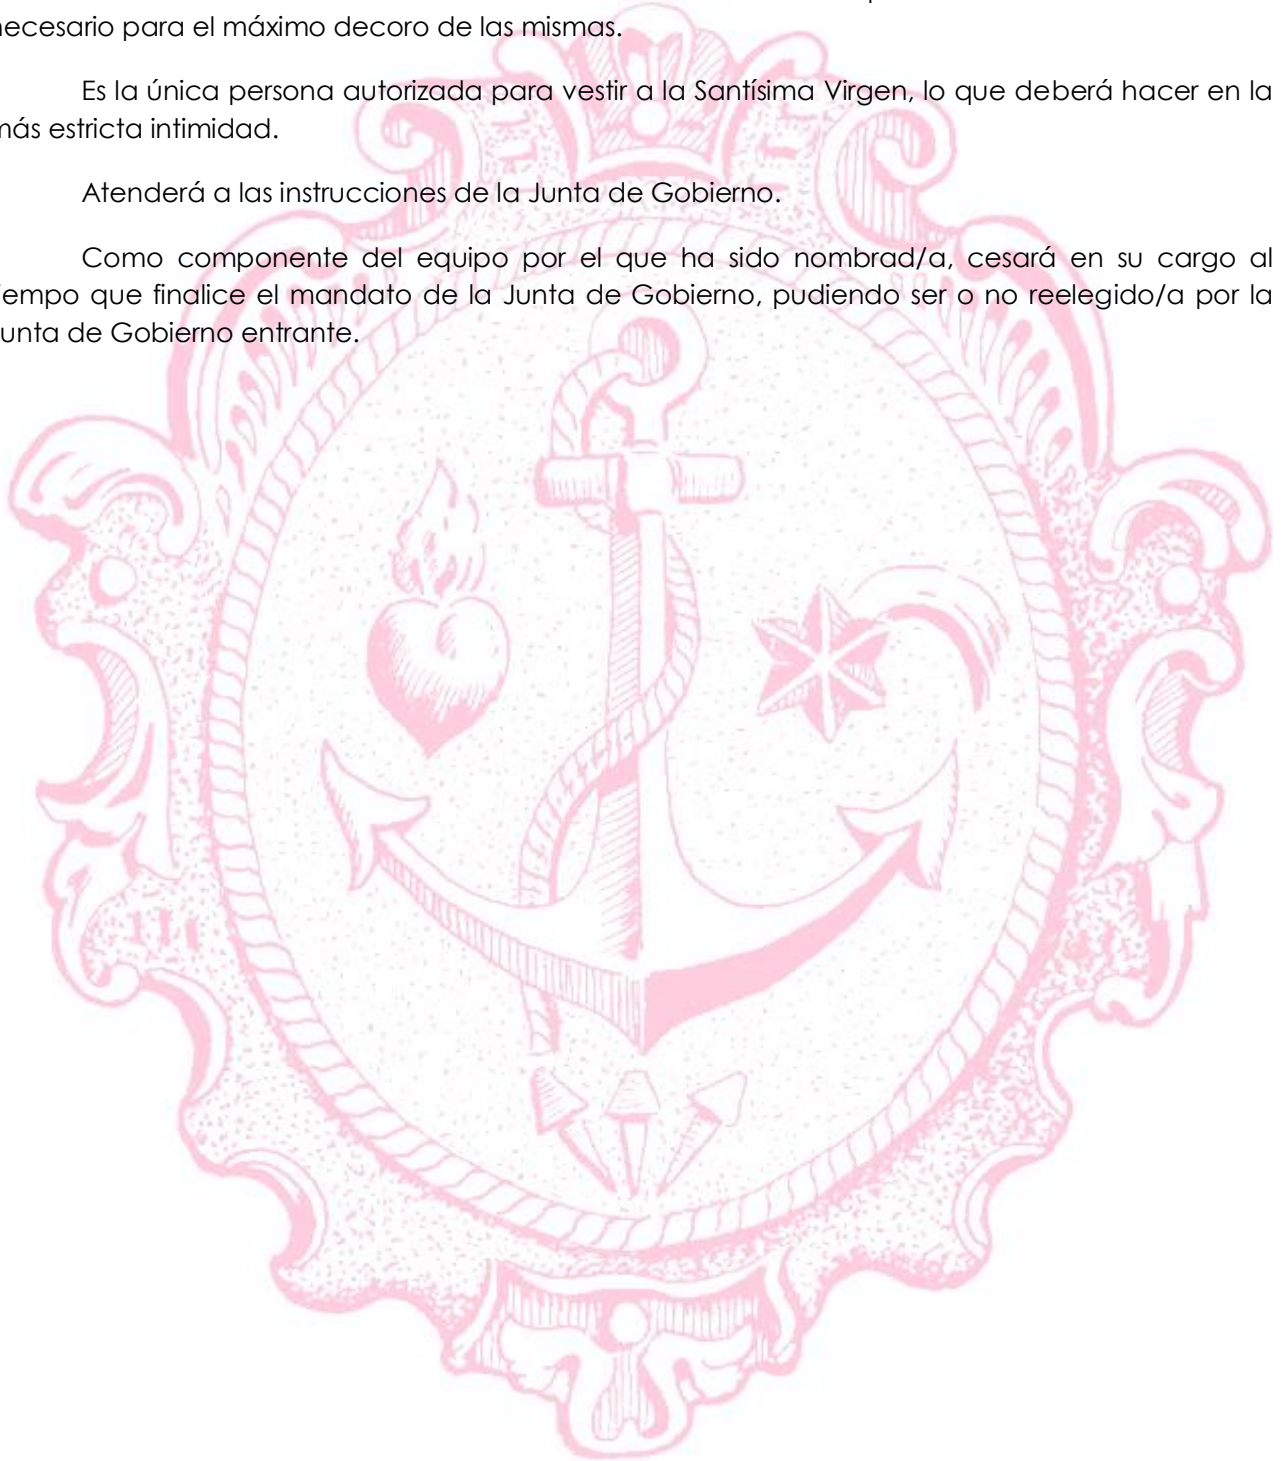 necesario para el máximo decoro de las mismas.
Es la única persona autorizada para vestir a la Santísima Virgen, lo que deberá hacer en la
más estricta intimidad.
Atenderá a las instrucciones de la Junta de Gobierno.
Como componente del equipo por el que ha sido nombrad/a, cesará en su cargo al
tiempo que finalice el mandato de la Junta de Gobierno, pudiendo ser o no reelegido/a por la
Junta de Gobierno entrante.